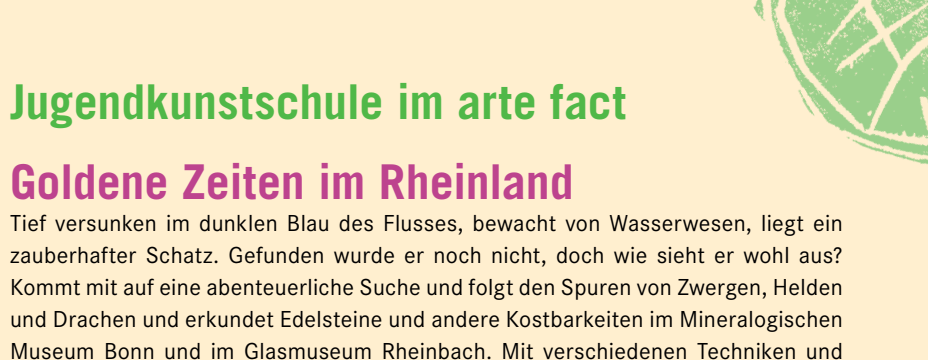 Jugendkunstschule im arte fact
Goldene Zeiten im Rheinland
Tief versunken im dunklen Blau des Flusses, bewacht von Wasserwesen, liegt ein
zauberhafter Schatz. Gefunden wurde er noch nicht, doch wie sieht er wohl aus?
Kommt mit auf eine abenteuerliche Suche und folgt den Spuren von Zwergen, Helden
und Drachen und erkundet Edelsteine und andere Kostbarkeiten im Mineralogischen
Museum Bonn und im Glasmuseum Rheinbach. Mit verschiedenen Techniken und